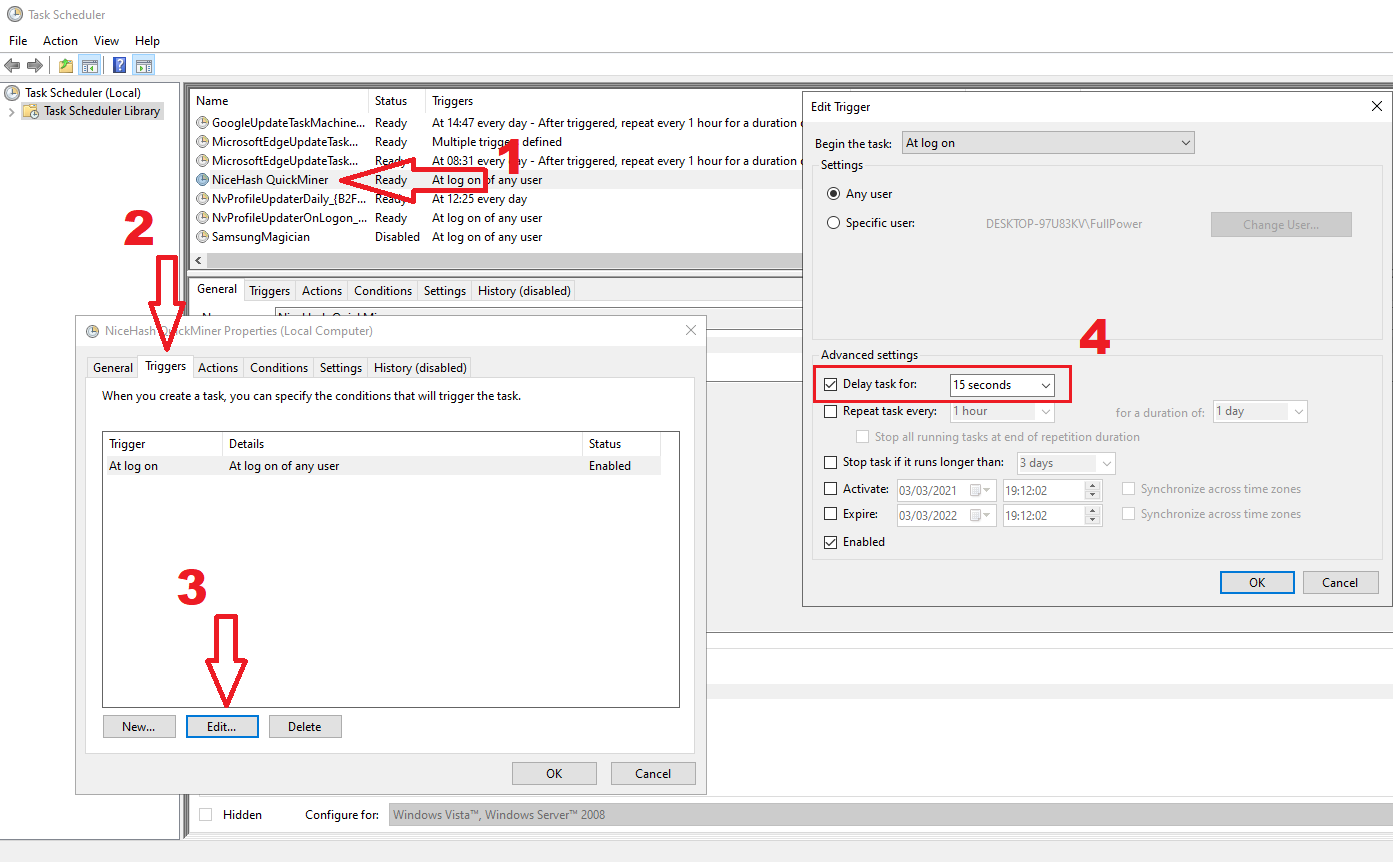 Task Scheduler
File Action View Help
Task Scheduler (Local)
Task Scheduler Library
Name Status Triggers
GoogleUpdateTaskMachine... Ready At 14:47 every day - After triggered, repeat every 1 hour for a duration
MicrosoftEdgeUpdateTask... Ready Multiple triggers defined
MicrosoftEdgeUpdateTask... Ready At 08:31 every day - After triggered, repeat every 1 hour for a duration
NiceHash QuickMiner Ready At log on of any user
NvProfileUpdaterDaily_{B2F... Ready At 12:25 every day
NvProfileUpdaterOnLogon_... Ready At log on of any user
SamsungMagician Disabled At log on of any user
1
2
General Triggers Actions Conditions Settings History (disabled)
NiceHash QuickMiner Properties (Local Computer)
General Triggers Actions Conditions Settings History (disabled)
When you create a task, you can specify the conditions that will trigger the task.
Trigger Details Status
At log on At log on of any user Enabled
3
New... Edit... Delete
OK Cancel
Hidden Configure for: Windows Vista™, Windows Server™ 2008
Edit Trigger
Begin the task: At log on
Settings
Any user
Specific user: DESKTOP-97U83KV\FullPower Change User...
4
Advanced settings
Delay task for: 15 seconds
Repeat task every: 1 hour for a duration of: 1 day
Stop all running tasks at end of repetition duration
Stop task if it runs longer than: 3 days
Activate: 03/03/2021 19:12:02 Synchronize across time zones
Expire: 03/03/2022 19:12:02 Synchronize across time zones
Enabled
OK Cancel